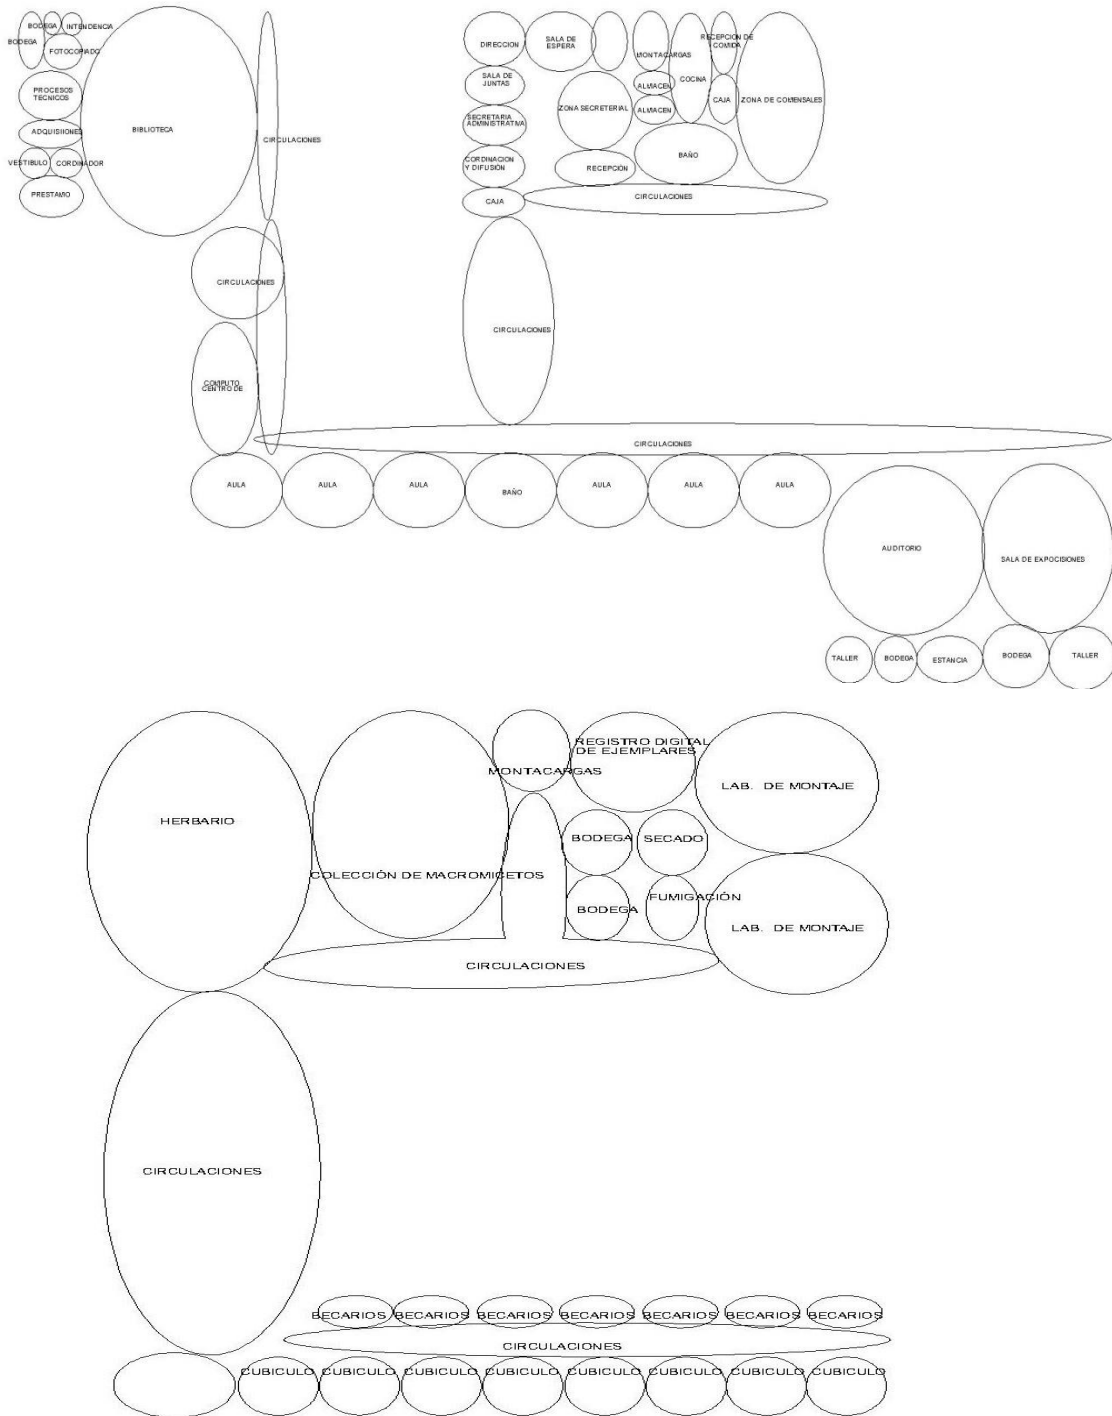 BODEGA
INTENDENCIA
BODEGA
FOTOCOPIADO
PROCESOS
TECNICOS
ADQUISIIONES
VESTIBULO
CORDINADOR
PRESTAMO
BIBLIOTECA
CIRCULACIONES
CIRCULACIONES
COMPUTO
CENTRO DE
DIRECCION
SALA DE
ESPERA
SALA DE
JUNTAS
SECRETARIA
ADMINISTRATIVA
CORDINACION
Y DIFUSIÓN
CAJA
ZONA SECRETERIAL
RECEPCIÓN
MONTACARGAS
ALMACEN
ALMACEN
COCINA
RECEPCION DE
COMIDA
CAJA
ZONA DE COMENSALES
BAÑO
CIRCULACIONES
CIRCULACIONES
CIRCULACIONES
AULA
AULA
AULA
BAÑO
AULA
AULA
AULA
AUDITORIO
SALA DE EXPOCISIONES
TALLER
BODEGA
ESTANCIA
BODEGA
TALLER
HERBARIO
COLECCIÓN DE MACROMICETOS
MONTACARGAS
REGISTRO DIGITAL
DE EJEMPLARES
LAB. DE MONTAJE
BODEGA
SECADO
BODEGA
FUMIGACIÓN
LAB. DE MONTAJE
CIRCULACIONES
CIRCULACIONES
BECARIOS
BECARIOS
BECARIOS
BECARIOS
BECARIOS
BECARIOS
BECARIOS
CIRCULACIONES
CUBICULO
CUBICULO
CUBICULO
CUBICULO
CUBICULO
CUBICULO
CUBICULO
CUBICULO